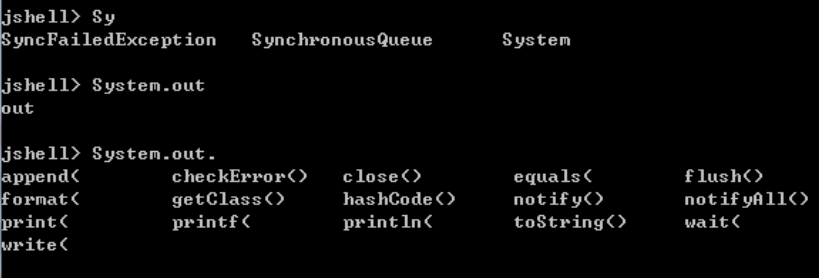 jshell> Sy
SyncFailedException   SynchronousQueue      System
jshell> System.out
out
jshell> System.out.
append(        checkError()   close()        equals(        flush()
format(        getClass()     hashCode()     notify()       notifyAll()
print(         printf(        println(       toString()     wait(
write(